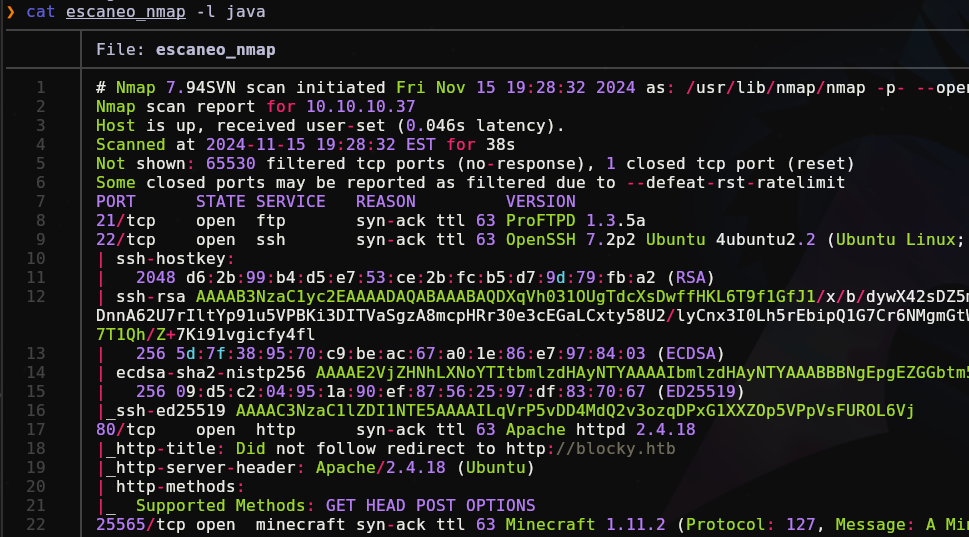 ❯ cat escaneo_nmap -l java
File: escaneo_nmap
1 # Nmap 7.94SVN scan initiated Fri Nov 15 19:28:32 2024 as: /usr/lib/nmap/nmap -p- --open
2 Nmap scan report for 10.10.10.37
3 Host is up, received user-set (0.046s latency).
4 Scanned at 2024-11-15 19:28:32 EST for 38s
5 Not shown: 65530 filtered tcp ports (no-response), 1 closed tcp port (reset)
6 Some closed ports may be reported as filtered due to --defeat-rst-ratelimit
7 PORT STATE SERVICE REASON VERSION
8 21/tcp open ftp syn-ack ttl 63 ProFTPD 1.3.5a
9 22/tcp open ssh syn-ack ttl 63 OpenSSH 7.2p2 Ubuntu 4ubuntu2.2 (Ubuntu Linux;
10 | ssh-hostkey:
11 | 2048 d6:2b:99:b4:d5:e7:53:ce:2b:fc:b5:d7:9d:79:fb:a2 (RSA)
12 | ssh-rsa AAAAB3NzaC1yc2EAAAADAQABAAABAQDXqVh031OUgTdcXsDwffHKL6T9f1GfJ1/x/b/dywX42sDZ5m
DnnA62U7rIltYp91u5VPBKi3DITVaSgzA8mcpHRr30e3cEGaLCxty58U2/lyCnx3I0Lh5rEbipQ1G7Cr6NMgmGtW
7T1Qh/Z+7Ki91vgicfy4fl
13 | 256 5d:7f:38:95:70:c9:be:ac:67:a0:1e:86:e7:97:84:03 (ECDSA)
14 | ecdsa-sha2-nistp256 AAAAE2VjZHNhLXNoYTItbmlzdHAyNTYAAAAIbmlzdHAyNTYAAABBBNgEpgEZGGbtm5
15 | 256 09:d5:c2:04:95:1a:90:ef:87:56:25:97:df:83:70:67 (ED25519)
16 |_ssh-ed25519 AAAAC3NzaC1lZDI1NTE5AAAAILqVrP5vDD4MdQ2v3ozqDPxG1XXZOp5VPpVsFUROL6Vj
17 80/tcp open http syn-ack ttl 63 Apache httpd 2.4.18
18 |_http-title: Did not follow redirect to http://blocky.htb
19 |_http-server-header: Apache/2.4.18 (Ubuntu)
20 | http-methods:
21 |_ Supported Methods: GET HEAD POST OPTIONS
22 25565/tcp open minecraft syn-ack ttl 63 Minecraft 1.11.2 (Protocol: 127, Message: A Min